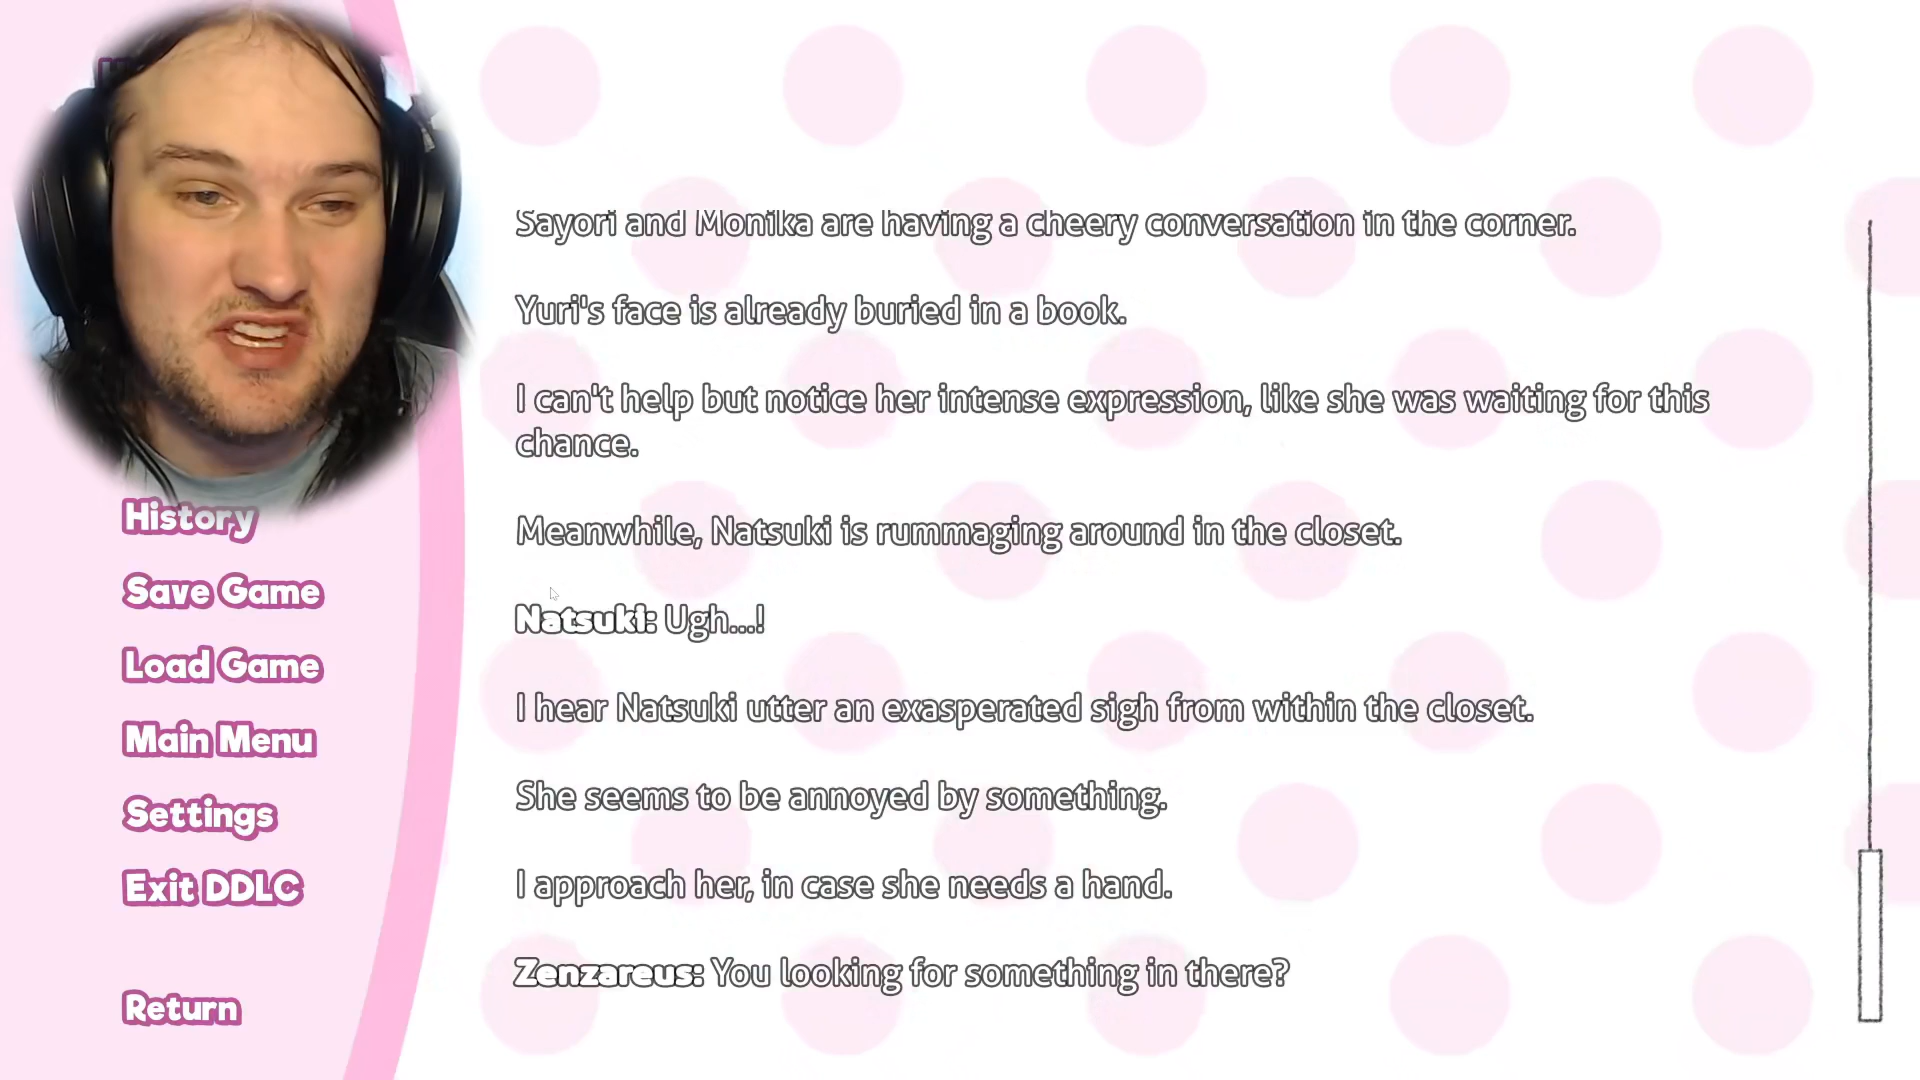 Sayori and Monika are having a cheery conversation in the corner.
Yuri's face is already buried in a book.
I can't help but notice her intense expression, like she was waiting for this
chance.
Meanwhile, Natsuki is rummaging around in the closet.
Natsuki: Ugh...!
I hear Natsuki utter an exasperated sigh from within the closet.
She seems to be annoyed by something.
I approach her, in case she needs a hand.
Zenzareus: You looking for something in there?
History
Save Game
Load Game
Main Menu
Settings
Exit DDLC
Return